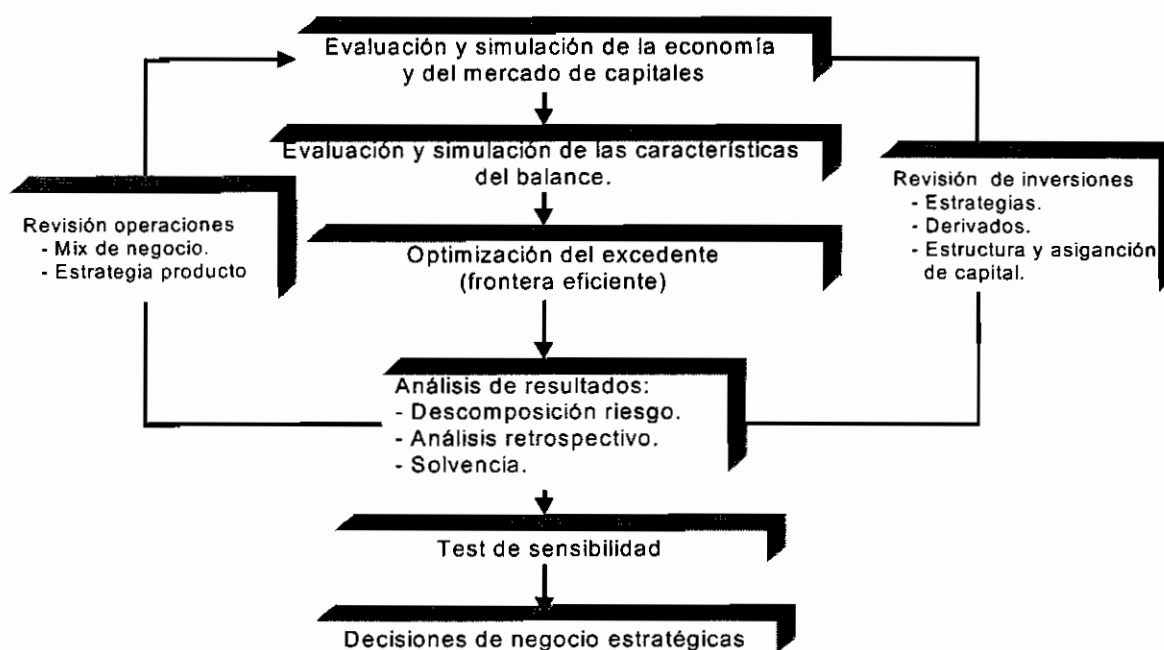 Evaluación y simulación de la economía
y del mercado de capitales
Evaluación y simulación de las características
del balance.
Revisión operaciones
- Mix de negocio.
- Estrategia producto
Revisión de inversiones
- Estrategias.
- Derivados.
- Estructura y asiganción
de capital.
Optimización del excedente
(frontera eficiente)
Análisis de resultados:
- Descomposición riesgo.
- Análisis retrospectivo.
- Solvencia.
Test de sensibilidad
Decisiones de negocio estratégicas